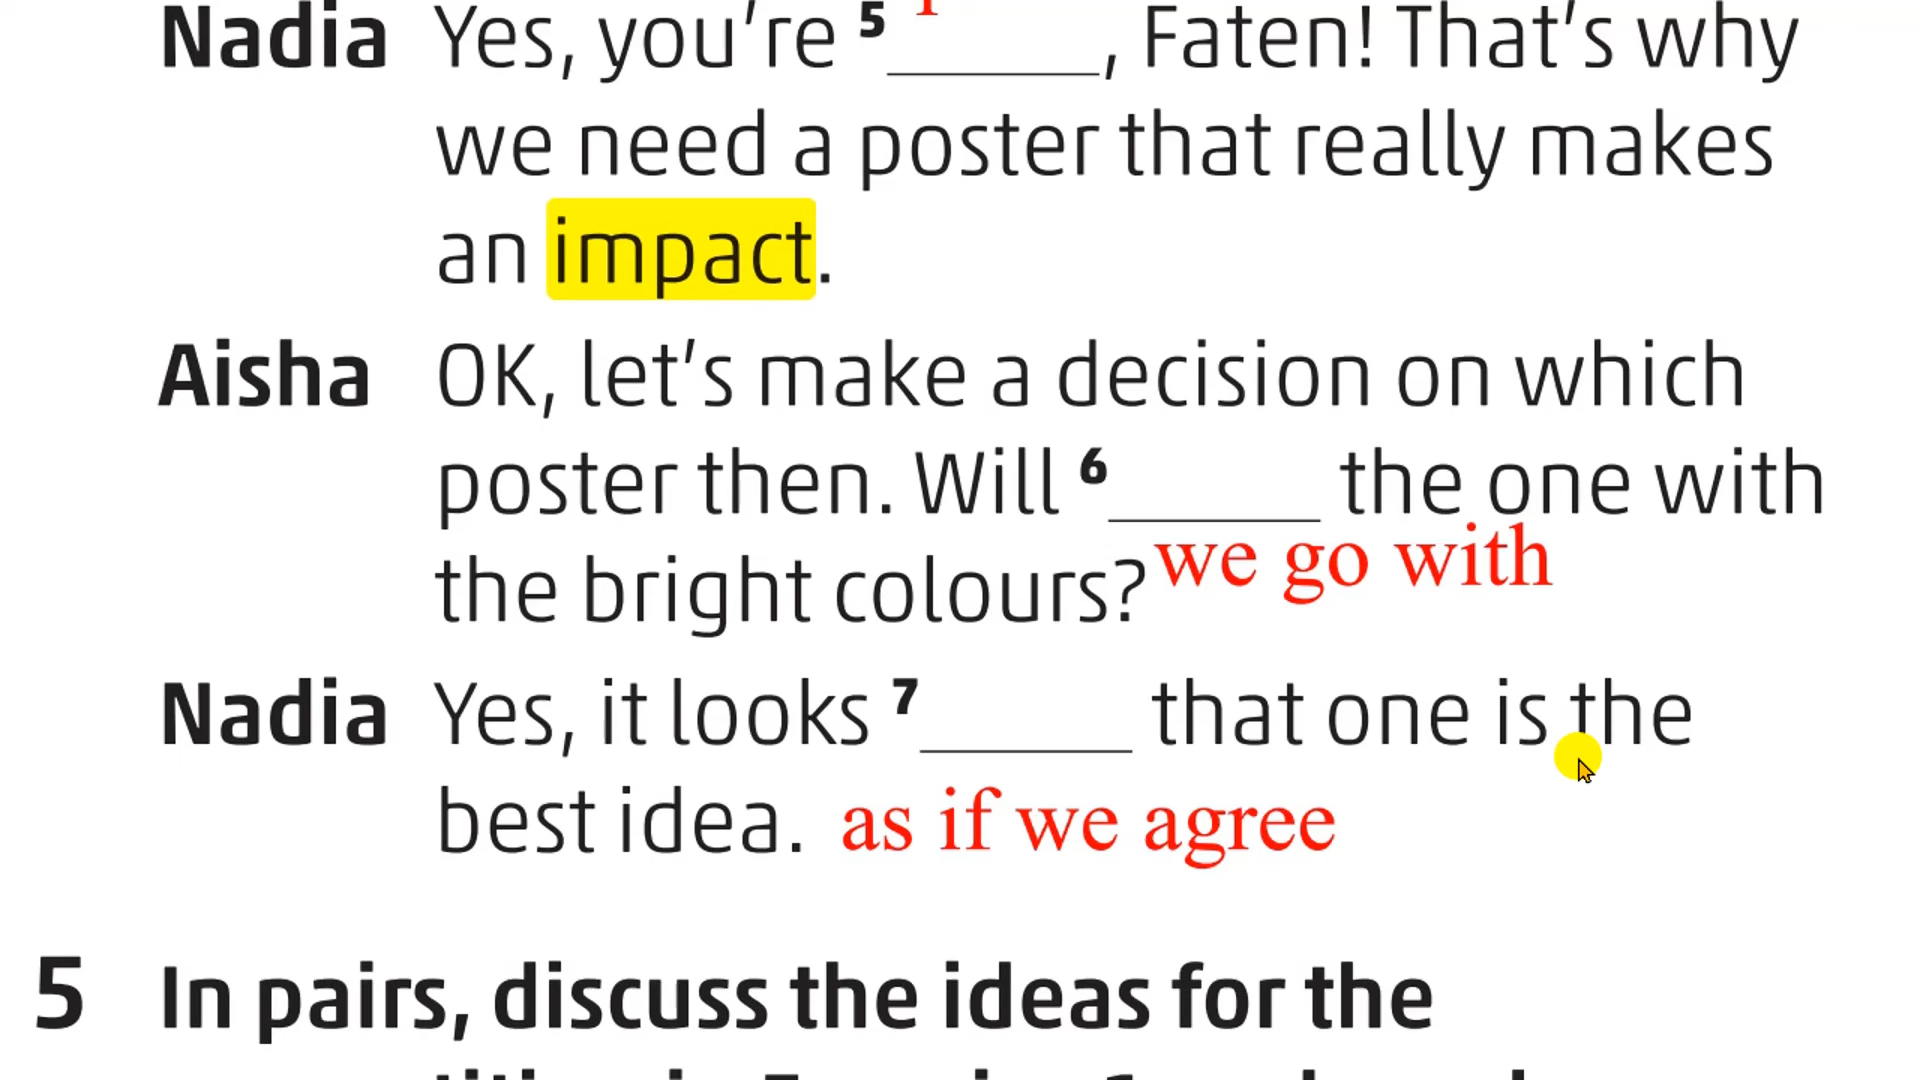 Nadia Yes, you're 5 ______, Faten! That's why
we need a poster that really makes
an impact.
Aisha OK, let's make a decision on which
poster then. Will 6 ______ the one with
we go with
the bright colours?
Nadia Yes, it looks 7 ______ that one is the
best idea. as if we agree
5 In pairs, discuss the ideas for the